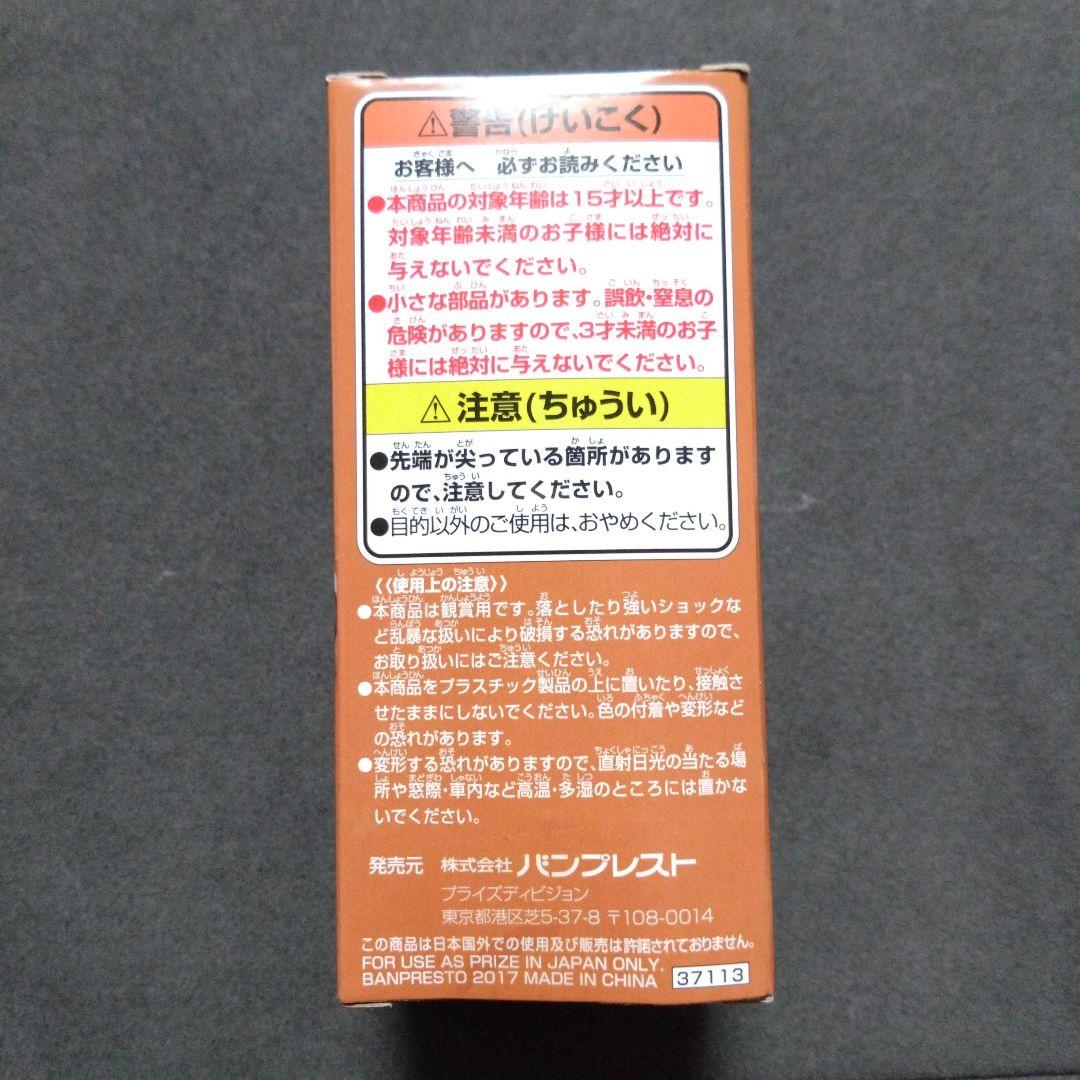 ⚠警告(けいこく)
お客様へ 必ずお読みください
●本商品の対象年齢は15才以上です。
対象年齢未満のお子様には絶対に
与えないでください。
●小さな部品があります。誤飲・窒息の
危険がありますので、3才未満のお子
様には絶対に与えないでください。
⚠注意(ちゅうい)
●先端が尖っている箇所があります
ので、注意してください。
●目的以外のご使用は、おやめください。
《使用上の注意》
●本商品は観賞用です。落としたり強いショックな
ど乱暴な扱いにより破損する恐れがありますので、
お取り扱いにはご注意ください。
●本商品をプラスチック製品の上に置いたり、接触さ
せたままにしないでください。色の付着や変形など
の恐れがあります。
●変形する恐れがありますので、直射日光の当たる場
所や窓際・車内など高温・多湿のところには置かな
いでください。
発売元 株式会社 バンプレスト
プライズディビジョン
東京都港区芝5-37-8 〒108-0014
この商品は日本国外での使用及び販売は許諾されておりません。
FOR USE AS PRIZE IN JAPAN ONLY.
BANPRESTO 2017 MADE IN CHINA 37113